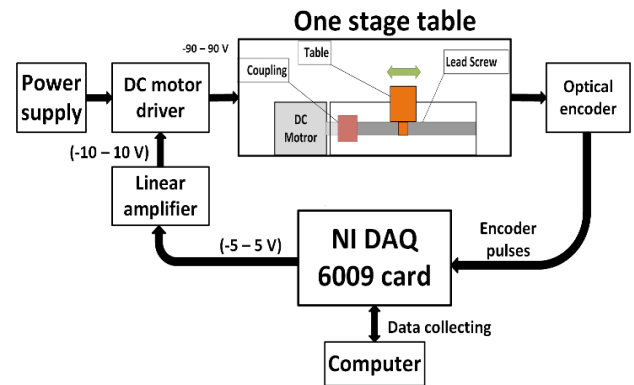 One stage table
-90 – 90 V
Power
supply
DC motor
driver
Coupling
Table
Lead Screw
DC
Motror
Optical
encoder
(-10 – 10 V)
Linear
amplifier
(-5 – 5 V)
NI DAQ
6009 card
Encoder
pulses
Data collecting
Computer